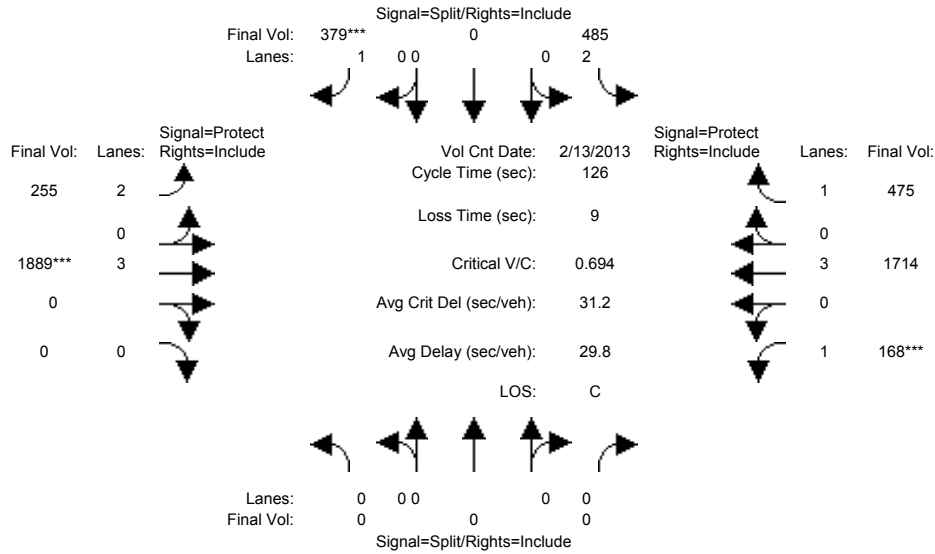 Signal=Split/Rights=Include
Final Vol: 379*** 0 485
Lanes: 1 0 0 0 2
Signal=Protect Signal=Protect
Final Vol: Lanes: Rights=Include Vol Cnt Date: 2/13/2013 Rights=Include Lanes: Final Vol:
Cycle Time (sec): 126
255 2 1 475
Loss Time (sec): 9
0 0
1889*** 3 Critical V/C: 0.694 3 1714
0 0 Avg Crit Del (sec/veh): 31.2 0
0 0 Avg Delay (sec/veh): 29.8 1 168***
LOS: C
Lanes: 0 0 0 0 0
Final Vol: 0 0 0
Signal=Split/Rights=Include